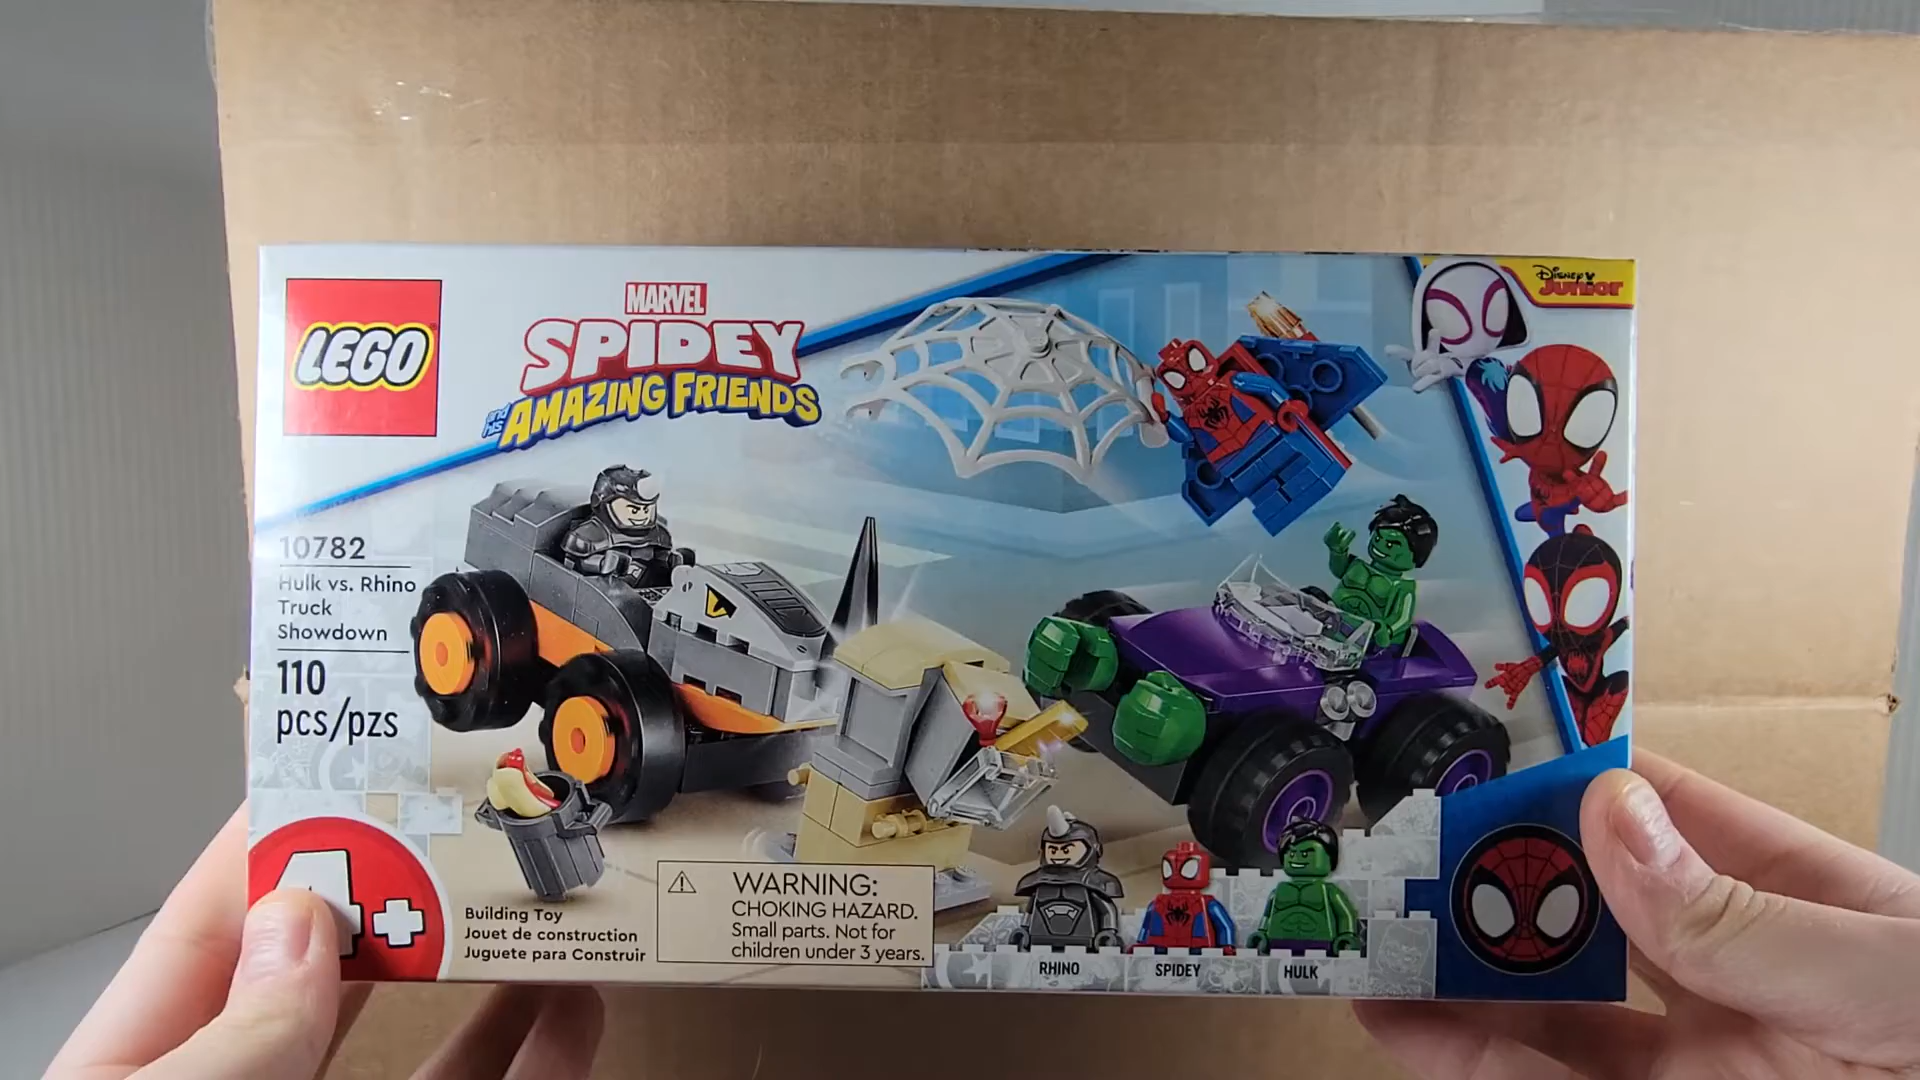 LEGO
MARVEL
SPIDEY
and his
AMAZING FRIENDS
Disney
Junior
10782
Hulk vs. Rhino
Truck
Showdown
110
pcs/pzs
4+
Building Toy
Jouet de construction
Juguete para Construir
WARNING:
CHOKING HAZARD.
Small parts. Not for
children under 3 years.
RHINO
SPIDEY
HULK